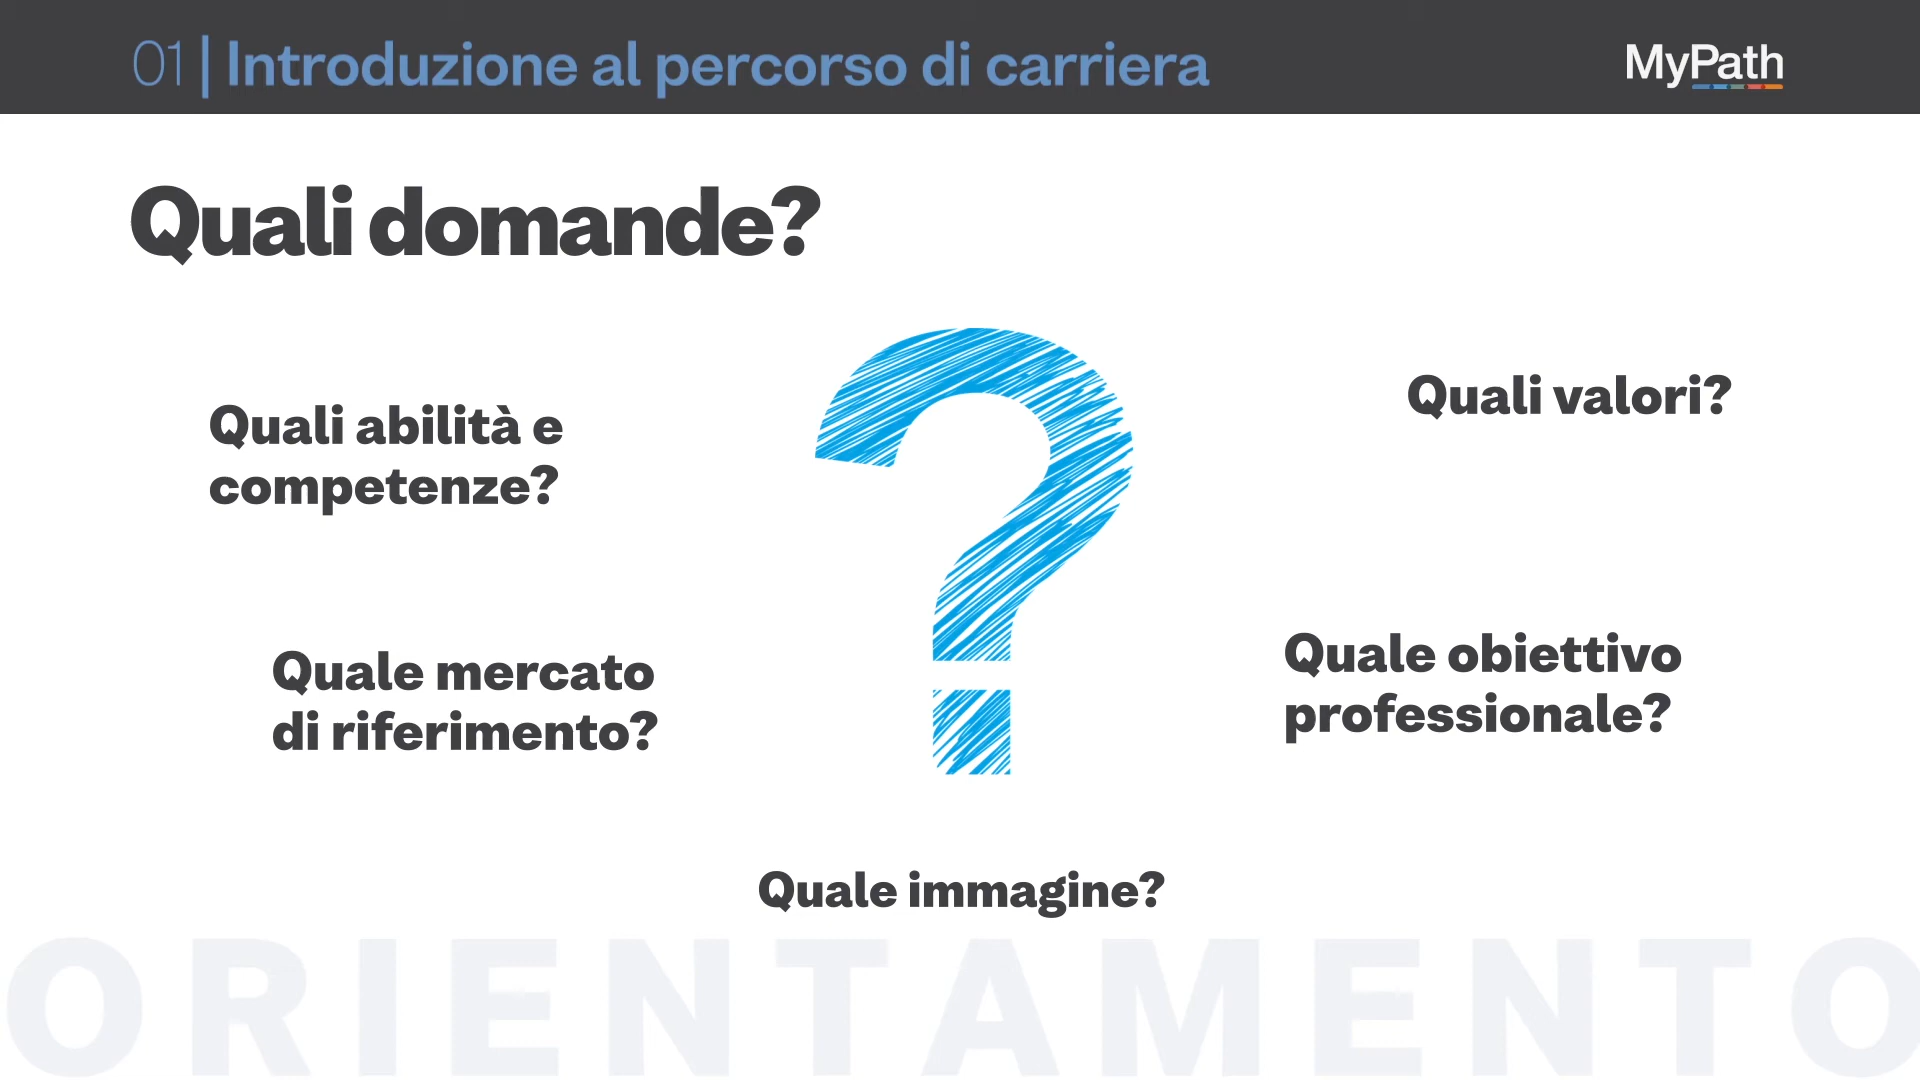 01 | Introduzione al percorso di carriera
MyPath
Quali domande?
Quali abilità e
competenze?
Quali valori?
Quale mercato
di riferimento?
Quale obiettivo
professionale?
Quale immagine?
ORIENTAMENTO